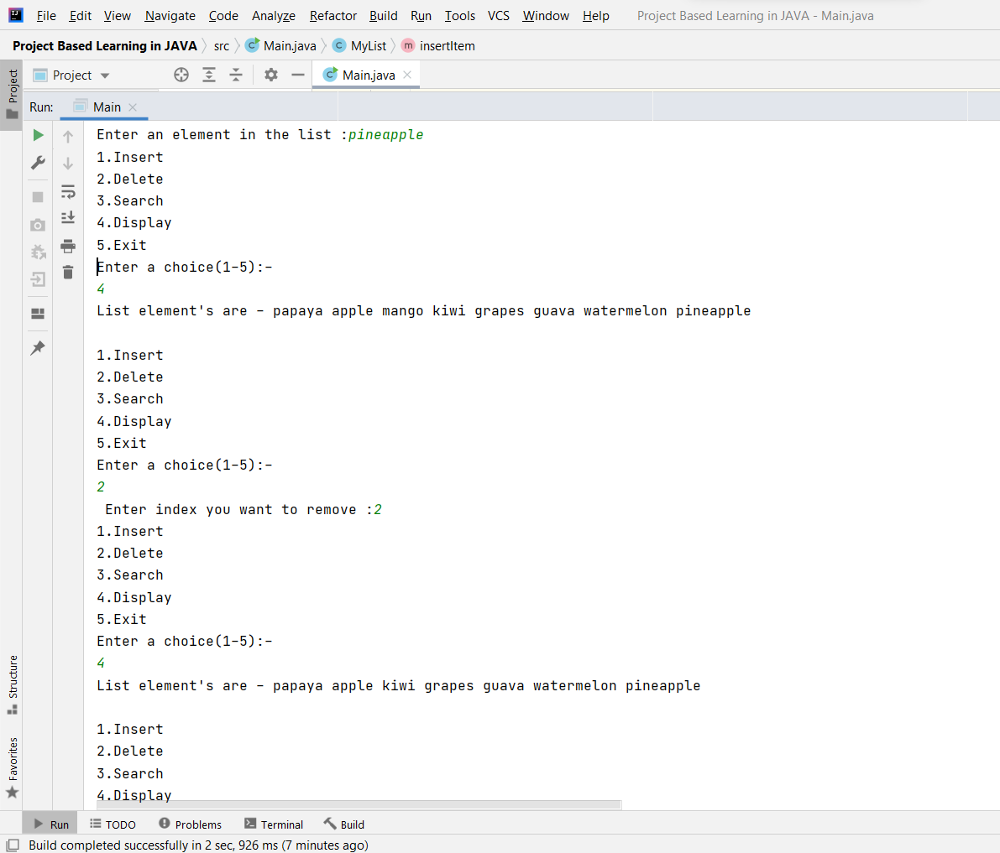 File Edit View Navigate Code Analyze Refactor Build Run Tools VCS Window Help Project Based Learning in JAVA - Main.java
Project Based Learning in JAVA src Main.java MyList insertItem
Project Main.java
Project
Run: Main
Enter an element in the list :pineapple
1.Insert
2.Delete
3.Search
4.Display
5.Exit
Enter a choice(1-5):-
4
List element's are - papaya apple mango kiwi grapes guava watermelon pineapple
1.Insert
2.Delete
3.Search
4.Display
5.Exit
Enter a choice(1-5):-
2
Enter index you want to remove :2
1.Insert
2.Delete
3.Search
4.Display
5.Exit
Enter a choice(1-5):-
4
List element's are - papaya apple kiwi grapes guava watermelon pineapple
1.Insert
2.Delete
3.Search
4.Display
Structure
Favorites
Run TODO Problems Terminal Build
Build completed successfully in 2 sec, 926 ms (7 minutes ago)